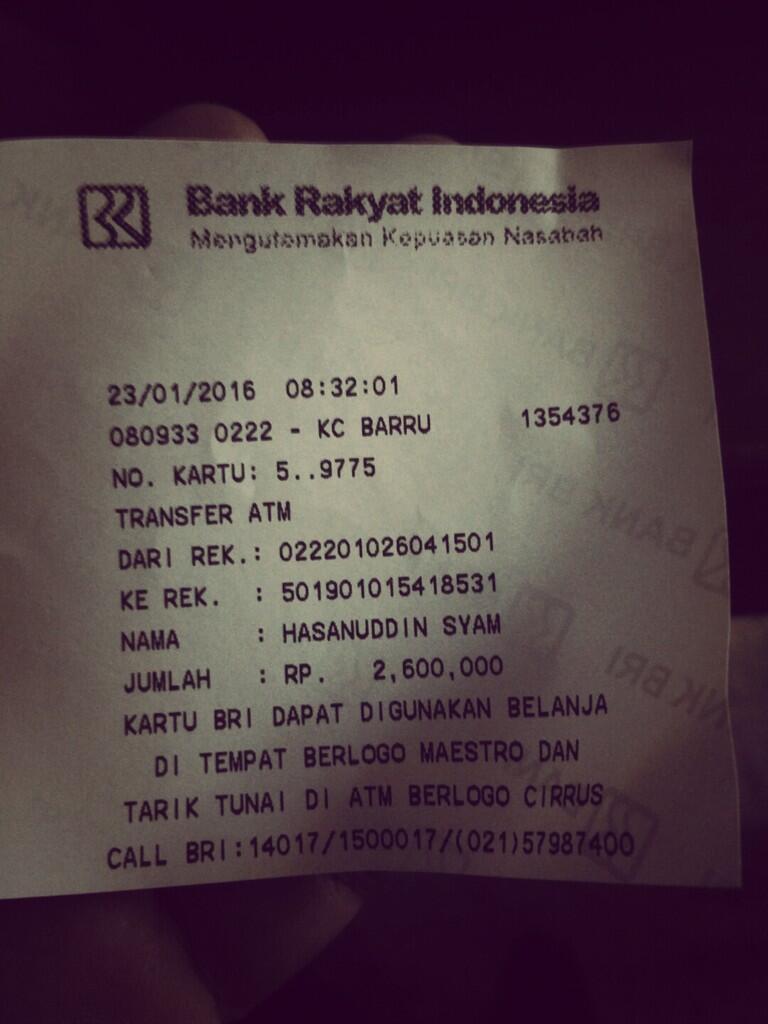 Bank Rakyat Indonesia
Mengutamakan Kepuasan Nasabah
23/01/2016 08:32:01
080933 0222 - KC BARRU 1354376
NO. KARTU: 5..9775
TRANSFER ATM
DARI REK.: 022201026041501
KE REK. : 501901015418531
NAMA : HASANUDDIN SYAM
JUMLAH : RP. 2,600,000
KARTU BRI DAPAT DIGUNAKAN BELANJA
DI TEMPAT BERLOGO MAESTRO DAN
TARIK TUNAI DI ATM BERLOGO CIRRUS
CALL BRI:14017/1500017/(021)57987400